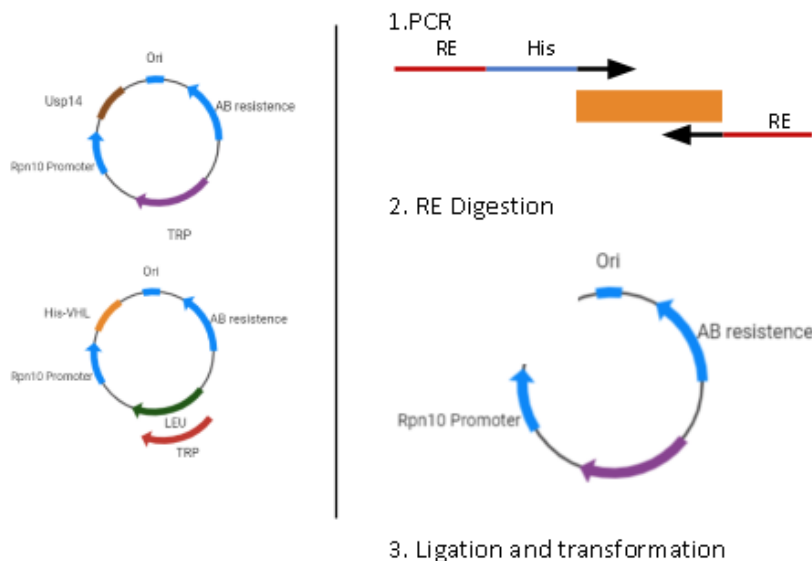 Ori
Usp14
AB resistence
Rpn10 Promoter
TRP
Ori
His-VHL
AB resistence
Rpn10 Promoter
LEU
TRP
1.PCR
RE
His
RE
2. RE Digestion
Ori
AB resistence
Rpn10 Promoter
3. Ligation and transformation